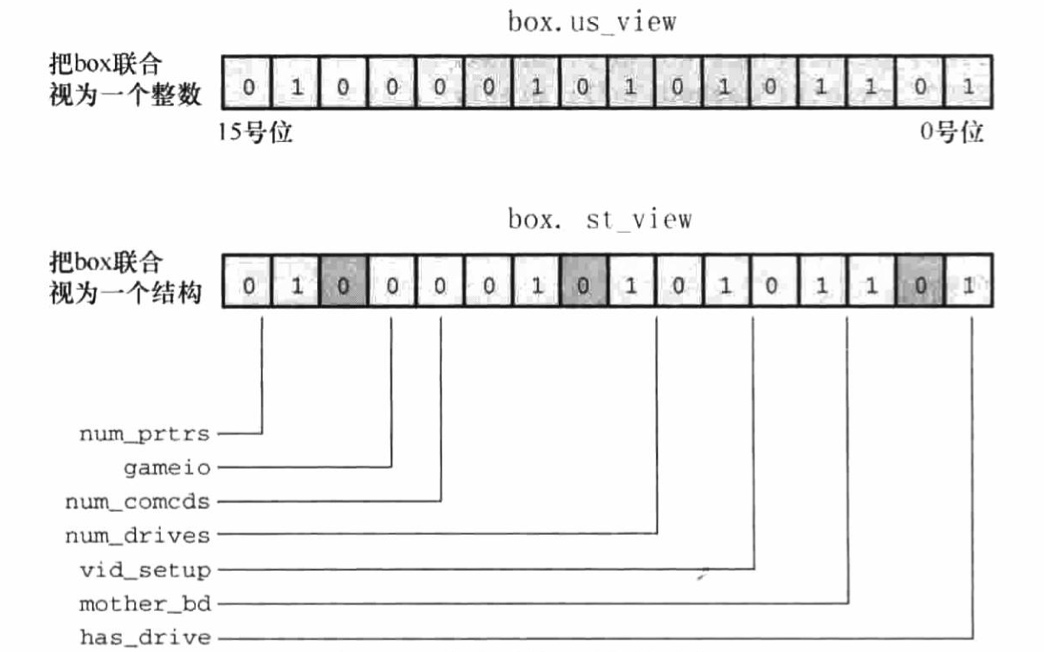 box.us_view
把box联合
视为一个整数
0 1 0 0 0 0 1 0 1 0 1 0 1 1 0 1
15号位 0号位
box. st_view
把box联合
视为一个结构
0 1 0 0 0 0 1 0 1 0 1 0 1 1 0 1
num_prtrs
gameio
num_comcds
num_drives
vid_setup
mother_bd
has_drive